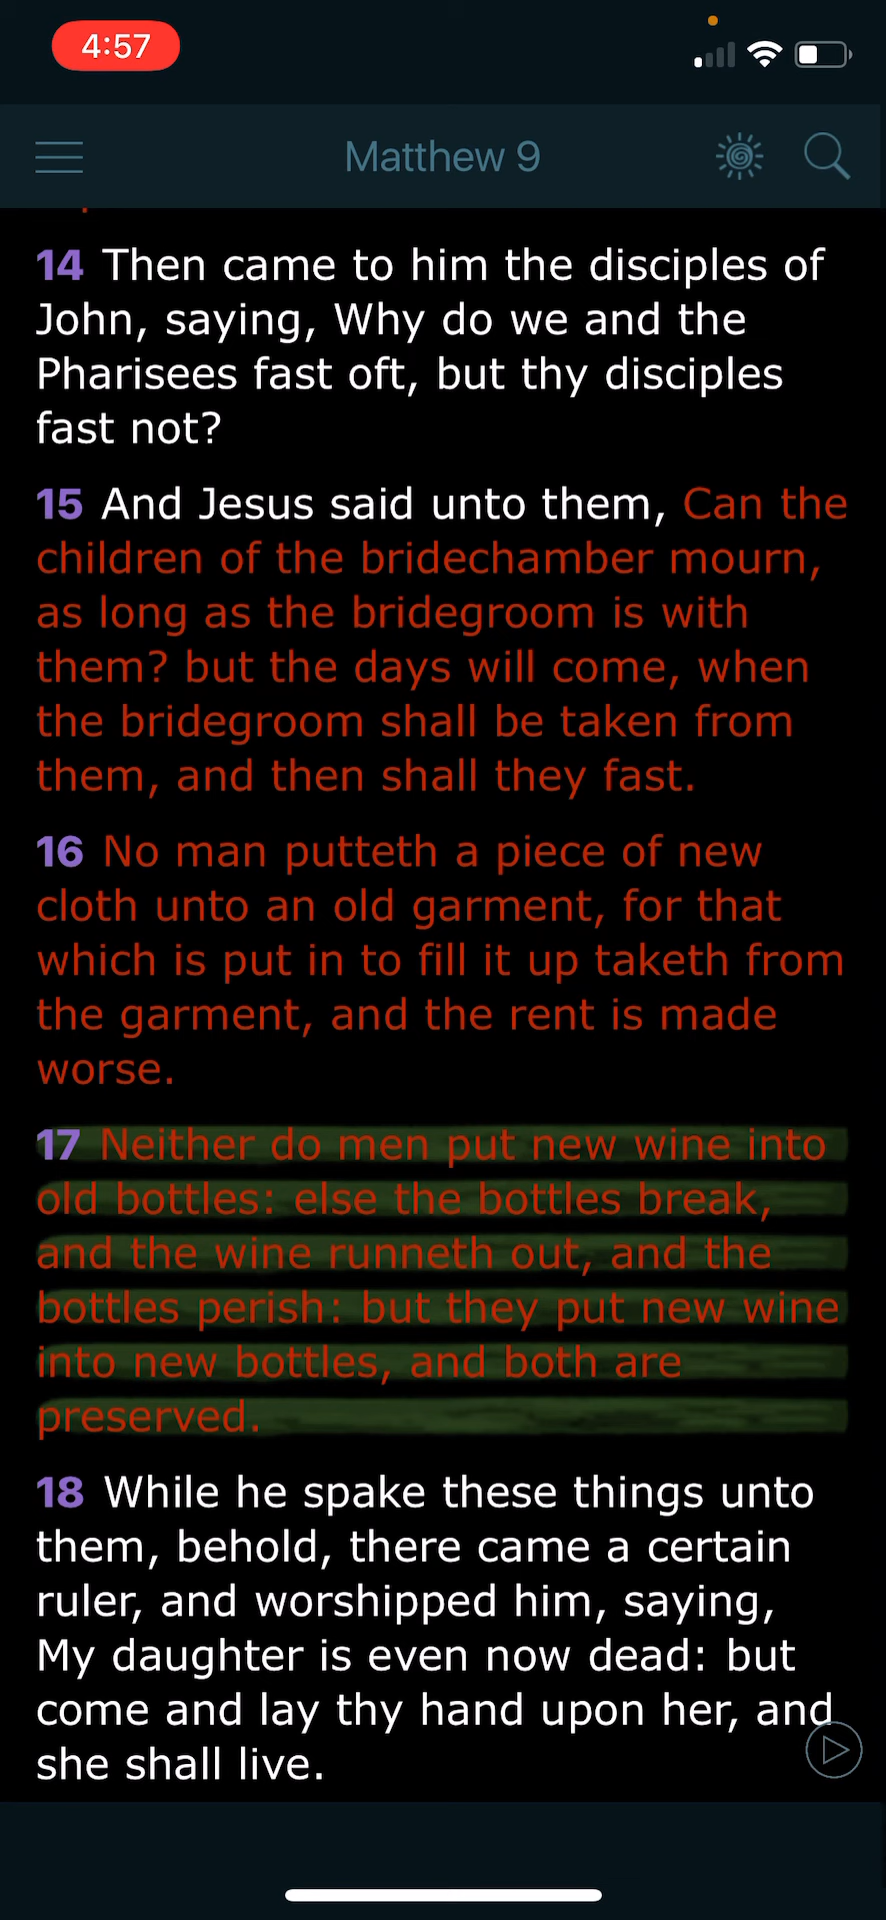 4:57
Matthew 9
14 Then came to him the disciples of
John, saying, Why do we and the
Pharisees fast oft, but thy disciples
fast not?
15 And Jesus said unto them, Can the
children of the bridechamber mourn,
as long as the bridegroom is with
them? but the days will come, when
the bridegroom shall be taken from
them, and then shall they fast.
16 No man putteth a piece of new
cloth unto an old garment, for that
which is put in to fill it up taketh from
the garment, and the rent is made
worse.
17 Neither do men put new wine into
old bottles: else the bottles break,
and the wine runneth out, and the
bottles perish: but they put new wine
into new bottles, and both are
preserved.
18 While he spake these things unto
them, behold, there came a certain
ruler, and worshipped him, saying,
My daughter is even now dead: but
come and lay thy hand upon her, and
she shall live.